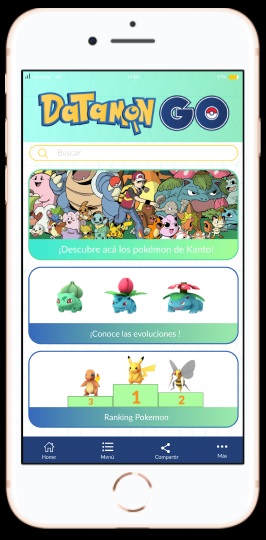 DATAMON GO
Buscar
¡Descubre acá los pokémon de Kanto!
¡Conoce las evoluciones !
3 1 2
Ranking Pokemon
Home Menú Compartir Mas